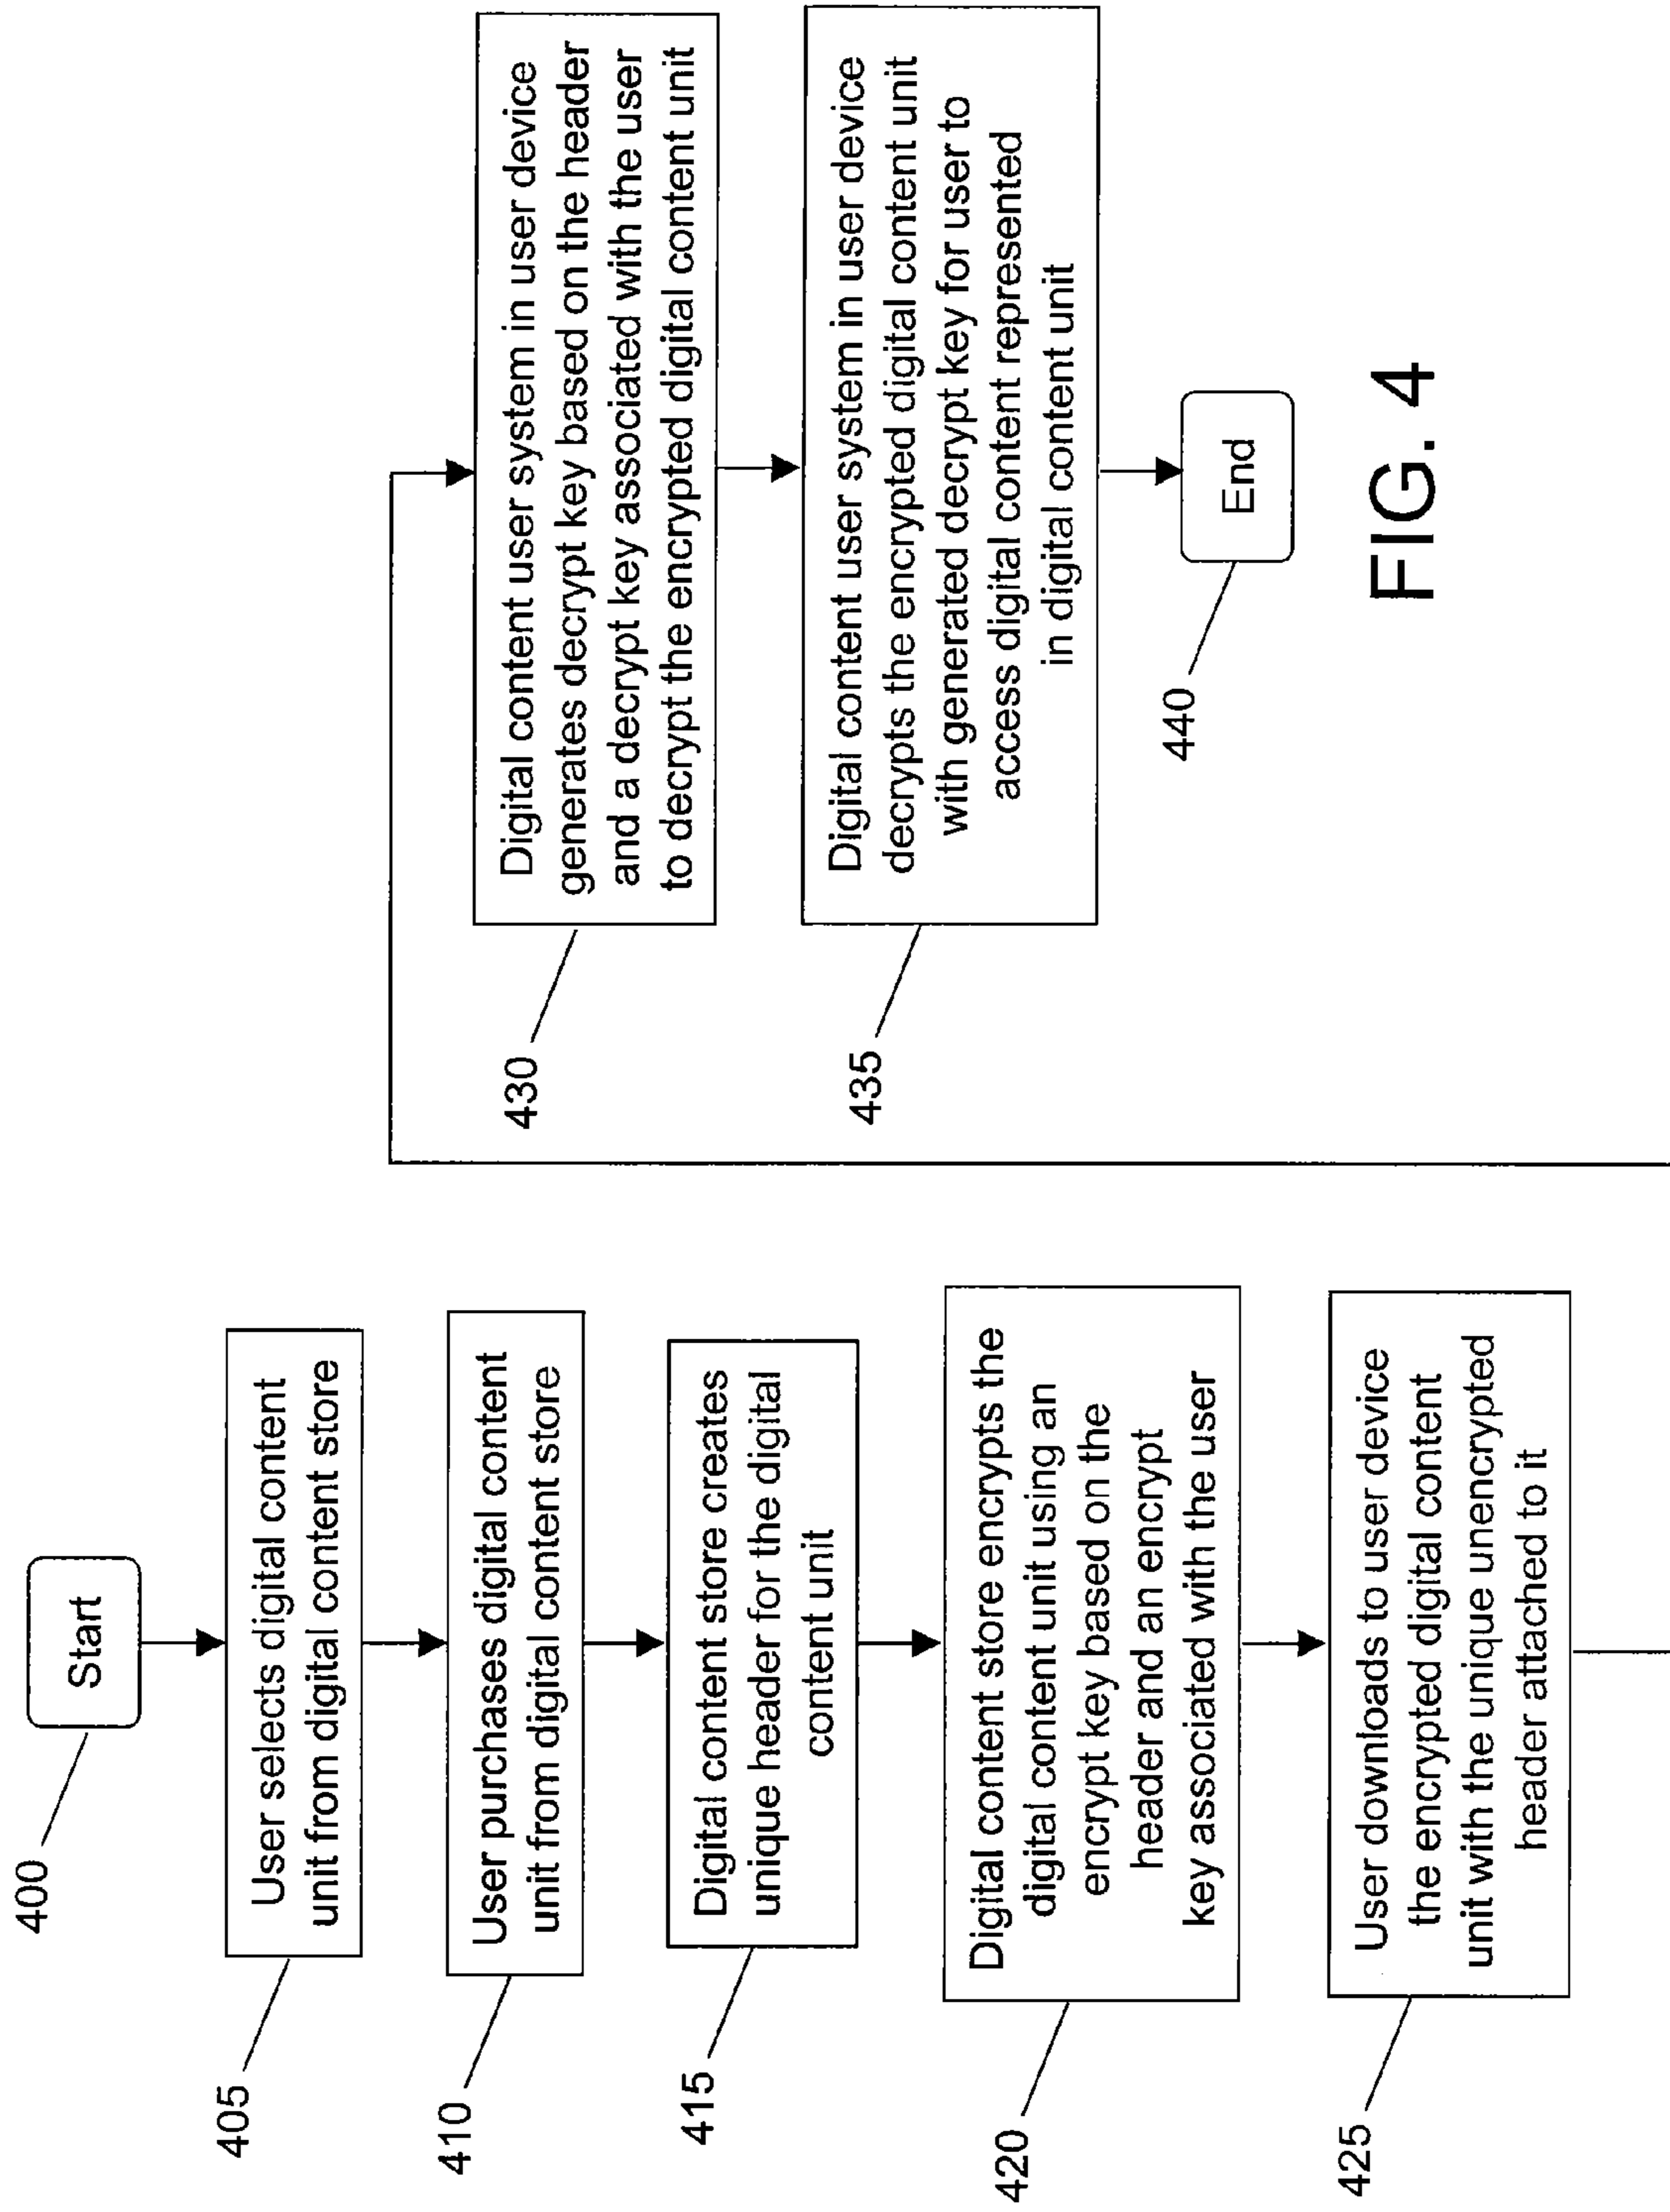 400
Start
405
User selects digital content
unit from digital content store
410
User purchases digital content
unit from digital content store
415
Digital content store creates
unique header for the digital
content unit
420
Digital content store encrypts the
digital content unit using an
encrypt key based on the
header and an encrypt
key associated with the user
425
User downloads to user device
the encrypted digital content
unit with the unique unencrypted
header attached to it
430
Digital content user system in user device
generates decrypt key based on the header
and a decrypt key associated with the user
to decrypt the encrypted digital content unit
435
Digital content user system in user device
decrypts the encrypted digital content unit
with generated decrypt key for user to
access digital content represented
in digital content unit
440
End
FIG. 4